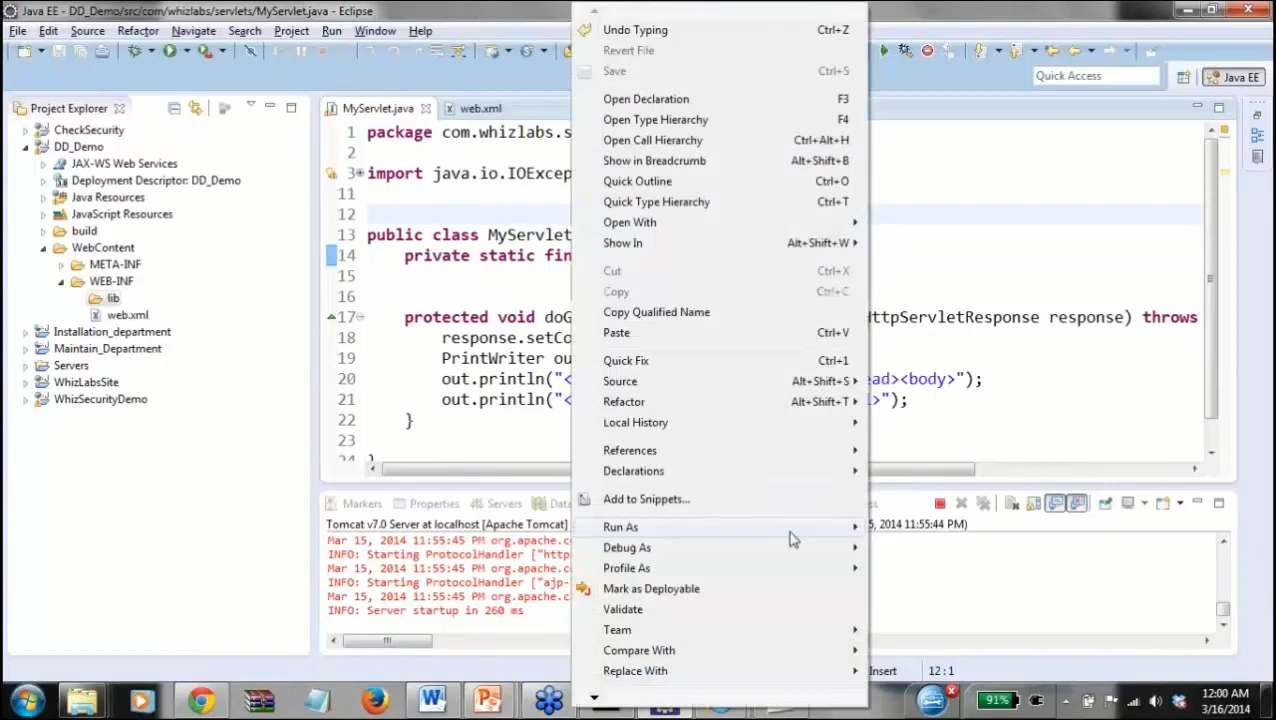 Java EE - DD_Demo/src/com/whizlabs/servlets/MyServlet.java - Eclipse
File Edit Source Refactor Navigate Search Project Run Window Help
Quick Access
Java EE
Project Explorer
CheckSecurity
DD_Demo
JAX-WS Web Services
Deployment Descriptor: DD_Demo
Java Resources
JavaScript Resources
build
WebContent
META-INF
WEB-INF
lib
web.xml
Installation_department
Maintain_Department
Servers
WhizLabsSite
WhizSecurityDemo
MyServlet.java web.xml
1 package com.whizlabs.s
2
3 import java.io.IOExcep
11
12
13 public class MyServlet
14 private static fin
15
16
17 protected void doG HttpServletResponse response) throws
18 response.setCo
19 PrintWriter ou
20 out.println("< ead><body>");
21 out.println("< >");
22 }
23
24 }
Undo Typing Ctrl+Z
Revert File
Save Ctrl+S
Open Declaration F3
Open Type Hierarchy F4
Open Call Hierarchy Ctrl+Alt+H
Show in Breadcrumb Alt+Shift+B
Quick Outline Ctrl+O
Quick Type Hierarchy Ctrl+T
Open With
Show In Alt+Shift+W
Cut Ctrl+X
Copy Ctrl+C
Copy Qualified Name
Paste Ctrl+V
Quick Fix Ctrl+1
Source Alt+Shift+S
Refactor Alt+Shift+T
Local History
References
Declarations
Add to Snippets...
Run As
Debug As
Profile As
Mark as Deployable
Validate
Team
Compare With
Replace With
Markers Properties Servers Data
Tomcat v7.0 Server at localhost [Apache Tomcat] 5, 2014 11:55:44 PM)
Mar 15, 2014 11:55:45 PM org.apache.c
INFO: Starting ProtocolHandler ["http
Mar 15, 2014 11:55:45 PM org.apache.c
INFO: Starting ProtocolHandler ["ajp-
Mar 15, 2014 11:55:45 PM org.apache.c
INFO: Server startup in 260 ms
Insert 12:1
91%
12:00 AM
3/16/2014